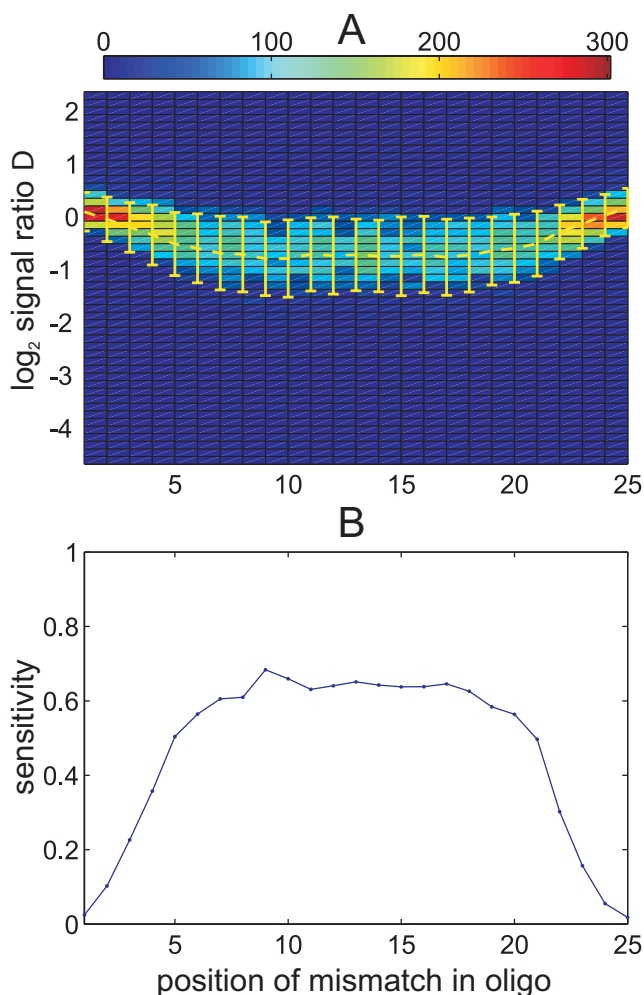 A
0 100 200 300
log₂ signal ratio D
2
1
0
-1
-2
-3
-4
5 10 15 20 25
B
sensitivity
1
0.8
0.6
0.4
0.2
0
5 10 15 20 25
position of mismatch in oligo